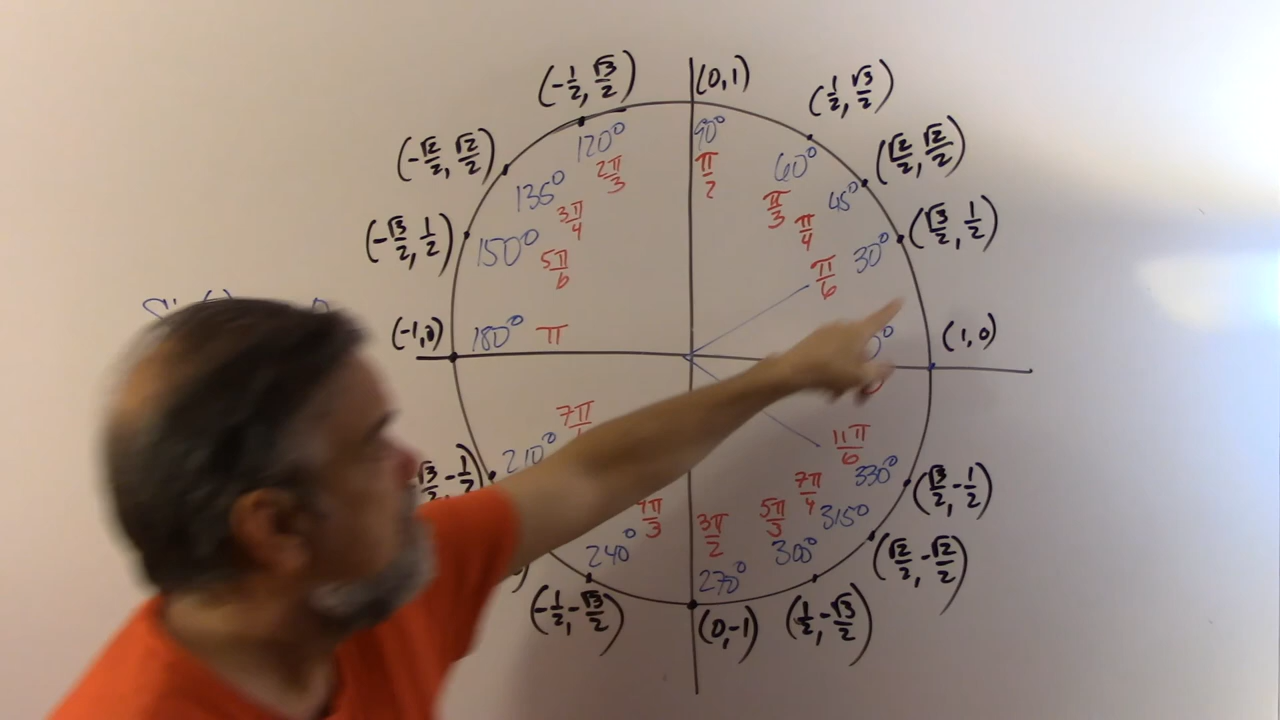 (-1/2, √3/2)
(0,1)
(1/2, √3/2)
(-√2/2, √2/2)
120°
90°
60°
(√2/2, √2/2)
2π/3
π/2
135°
π/3
45°
3π/4
π/4
(-√3/2, 1/2)
150°
5π/6
30°
π/6
(√3/2, 1/2)
(-1,0)
180°
π
(1,0)
7π
210°
11π/6
330°
(√3/2, -1/2)
7π/4
315°
5π/3
3π/2
240°
300°
270°
(√2/2, -√2/2)
(-1/2, -√3/2)
(0,-1)
(1/2, -√3/2)